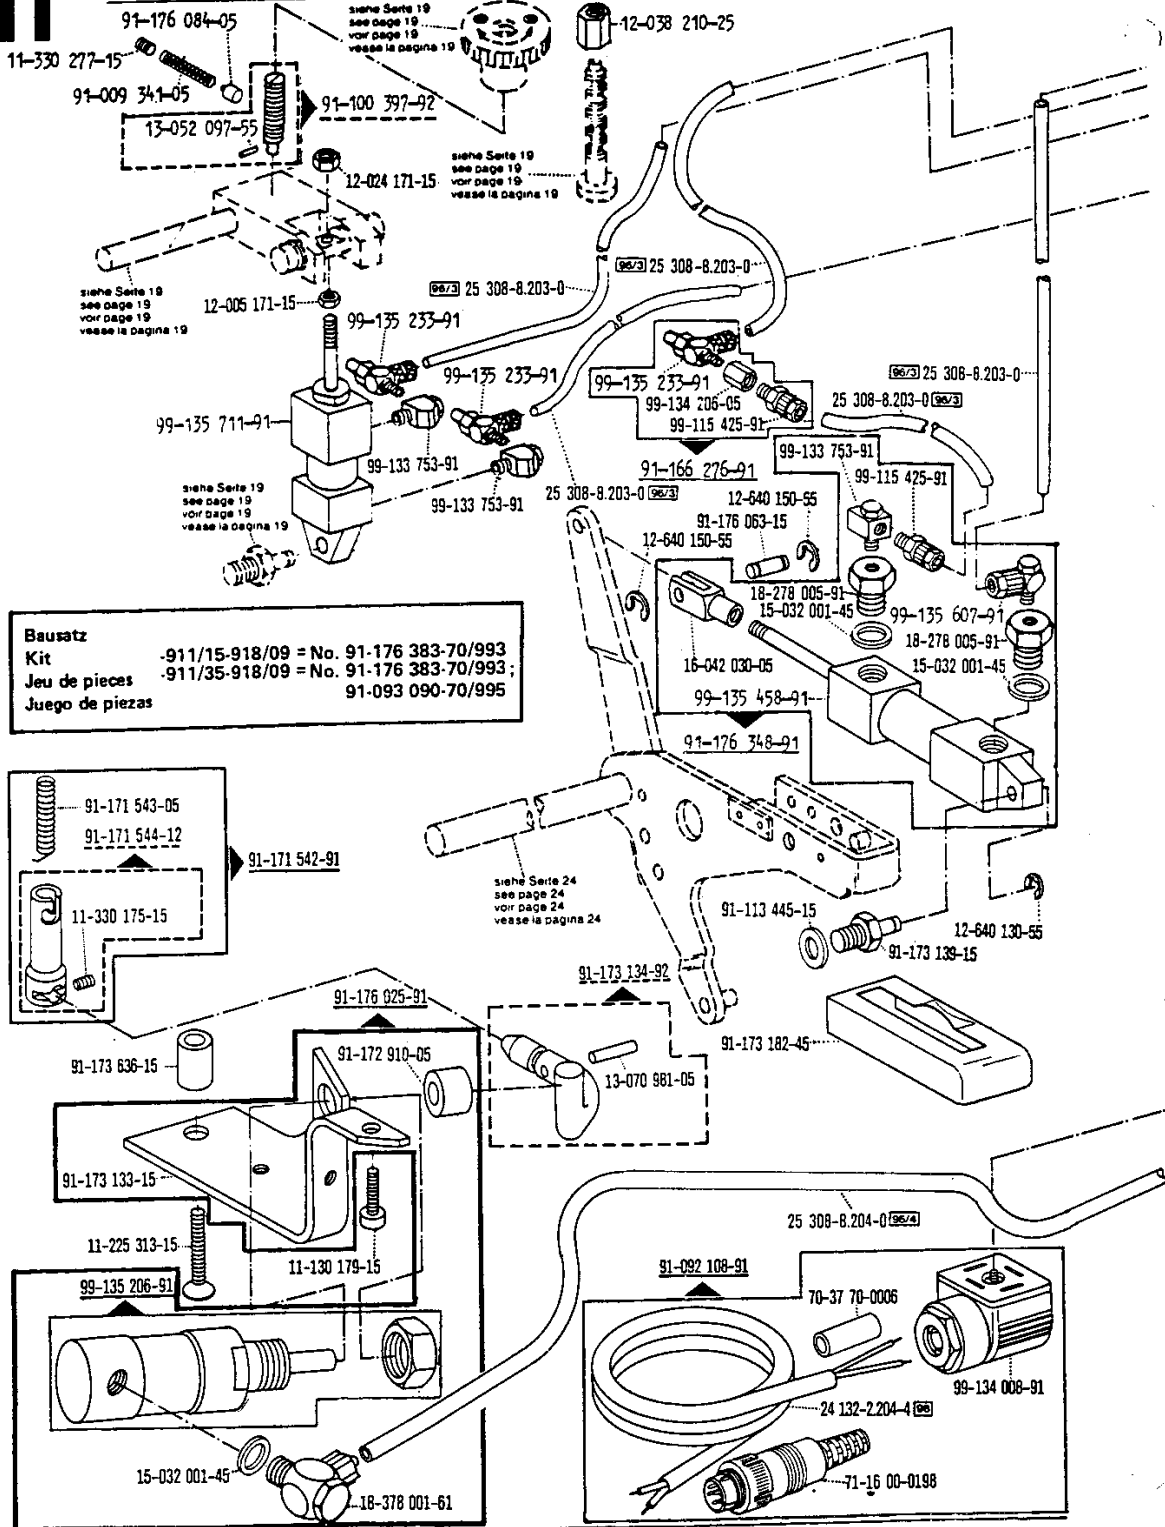 91-176 084-05
siehe Seite 19
see page 19
voir page 19
vease la pagina 19
12-038 210-25
11-330 277-15
91-009 341-05
91-100 397-92
13-052 097-55
12-024 171-15
siehe Seite 19
see page 19
voir page 19
vease la pagina 19
siehe Seite 19
see page 19
voir page 19
vease la pagina 19
12-005 171-15
96/3 25 308-8.203-0
96/3 25 308-8.203-0
99-135 233-91
99-135 233-91
99-135 233-91
99-134 206-05
99-115 425-91
96/3 25 308-8.203-0
25 308-8.203-0 96/3
99-135 711-91
99-133 753-91
99-133 753-91
91-166 276-91
99-133 753-91
99-115 425-91
siehe Seite 19
see page 19
voir page 19
vease la pagina 19
25 308-8.203-0 96/3
12-640 150-55
91-176 063-15
12-640 150-55
18-278 005-91
15-032 001-45
99-135 607-91
18-278 005-91
15-032 001-45
16-042 030-05
99-135 458-91
91-176 348-91
Bausatz
Kit -911/15-918/09 = No. 91-176 383-70/993
Jeu de pieces -911/35-918/09 = No. 91-176 383-70/993 ;
91-093 090-70/995
Juego de piezas
91-171 543-05
91-171 544-12
91-171 542-91
11-330 175-15
siehe Seite 24
see page 24
voir page 24
vease la pagina 24
91-113 445-15
12-640 130-55
91-173 139-15
91-173 134-92
91-176 025-91
91-173 636-15
91-172 910-05
13-070 981-05
91-173 182-45
91-173 133-15
25 308-8.204-0 96/4
11-225 313-15
11-130 179-15
99-135 206-91
91-092 108-91
70-37 70-0006
99-134 008-91
24 132-2.204-4 96
15-032 001-45
18-378 001-61
71-16 00-0198